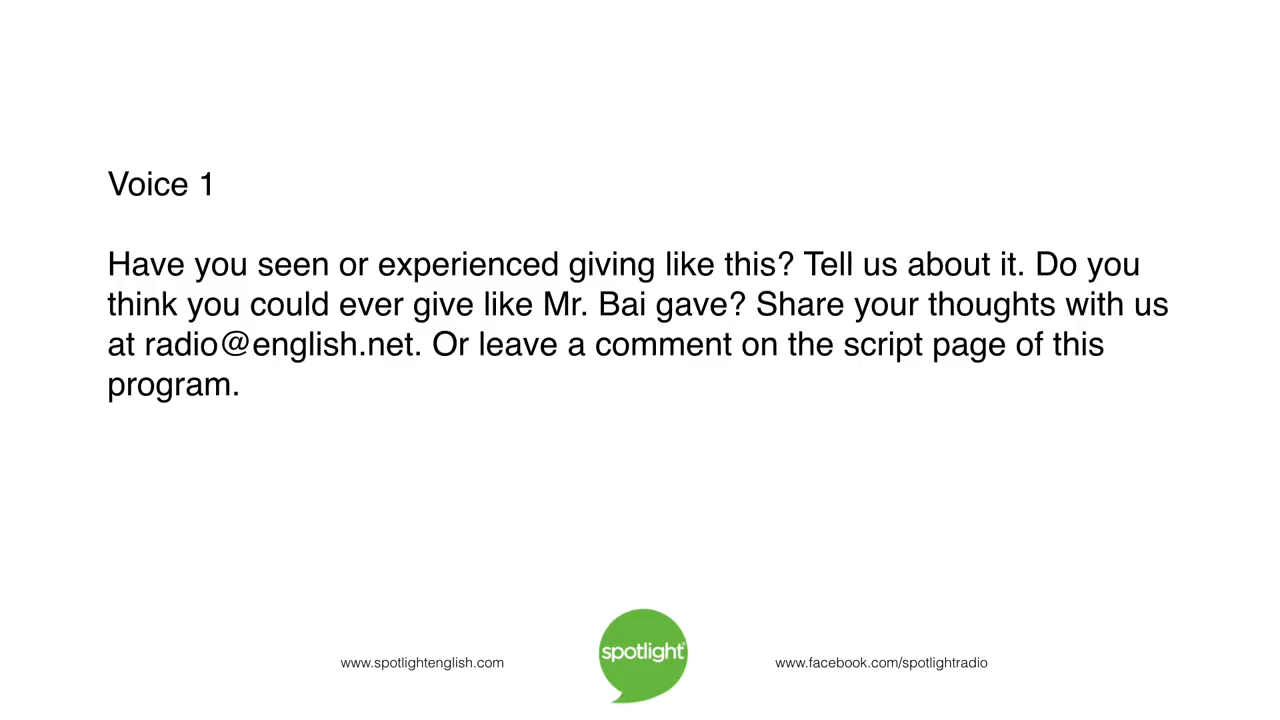 Voice 1
Have you seen or experienced giving like this? Tell us about it. Do you
think you could ever give like Mr. Bai gave? Share your thoughts with us
at radio@english.net. Or leave a comment on the script page of this
program.
spotlight
www.spotlightenglish.com
www.facebook.com/spotlightradio